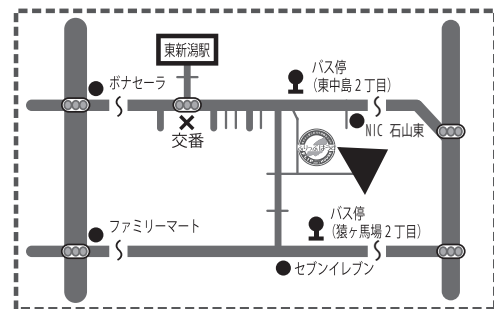 東新潟駅
バス停
（東中島２丁目）
ボナセーラ
交番
NIC 石山東
ファミリーマート
バス停
（猿ヶ馬場２丁目）
セブンイレブン